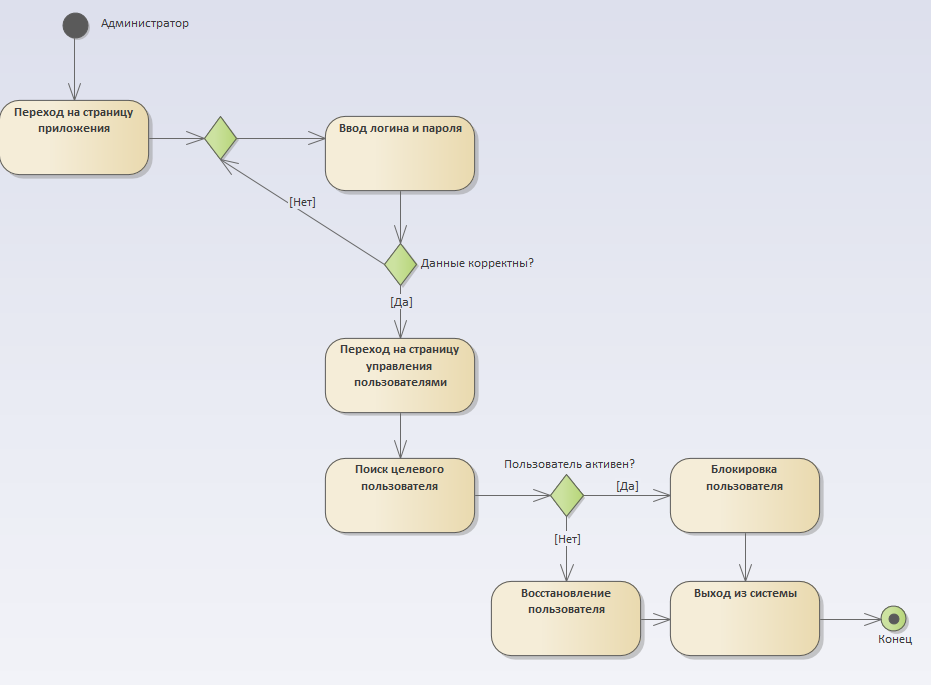 Администратор
Переход на страницу
приложения
Ввод логина и пароля
[Нет]
Данные корректны?
[Да]
Переход на страницу
управления
пользователями
Поиск целевого
пользователя
Пользователь активен?
[Да]
Блокировка
пользователя
[Нет]
Восстановление
пользователя
Выход из системы
Конец